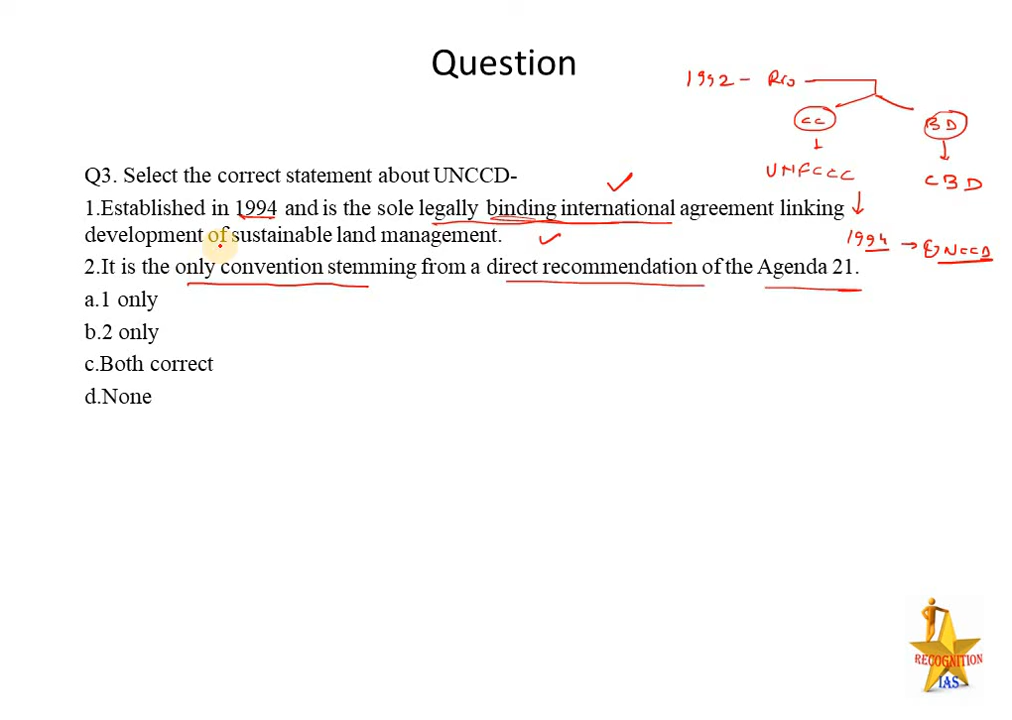 Question
1992 - Rio
CC
BD
UNFCCC
CBD
Q3. Select the correct statement about UNCCD-
1.Established in 1994 and is the sole legally binding international agreement linking
development of sustainable land management.
1994 → UNCCD
2.It is the only convention stemming from a direct recommendation of the Agenda 21.
a.1 only
b.2 only
c.Both correct
d.None
RECOGNITION
IAS